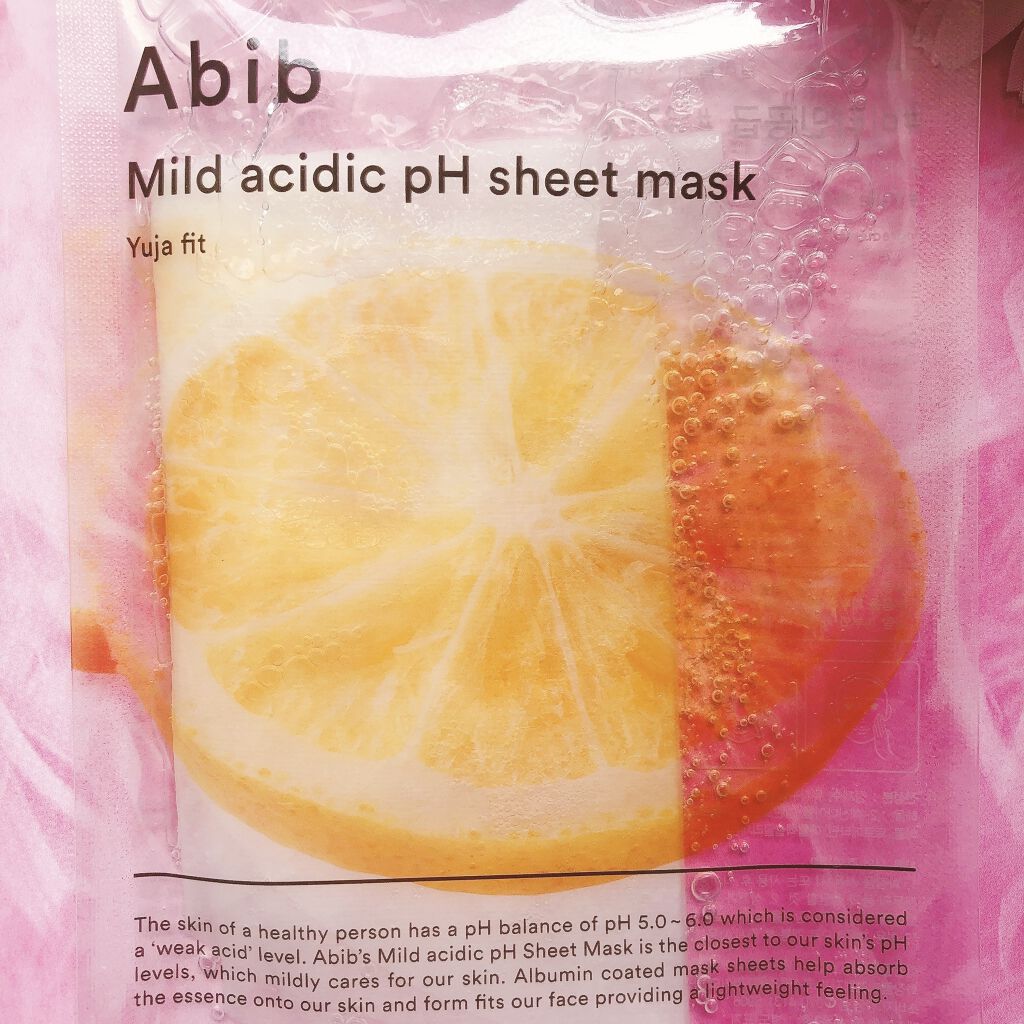 Abib
Mild acidic pH sheet mask
Yuja fit
The skin of a healthy person has a pH balance of pH 5.0~6.0 which is considered
a ‘weak acid’ level. Abib's Mild acidic pH Sheet Mask is the closest to our skin's pH
levels, which mildly cares for our skin. Albumin coated mask sheets help absorb
the essence onto our skin and form fits our face providing a lightweight feeling.